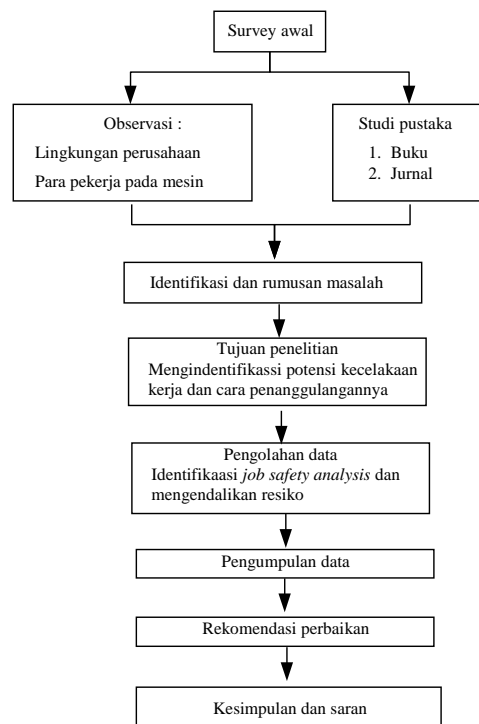 Survey awal
Observasi :
Lingkungan perusahaan
Para pekerja pada mesin
Studi pustaka
1. Buku
2. Jurnal
Identifikasi dan rumusan masalah
Tujuan penelitian
Mengindentifikassi potensi kecelakaan
kerja dan cara penanggulangannya
Pengolahan data
Identifikaasi job safety analysis dan
mengendalikan resiko
Pengumpulan data
Rekomendasi perbaikan
Kesimpulan dan saran